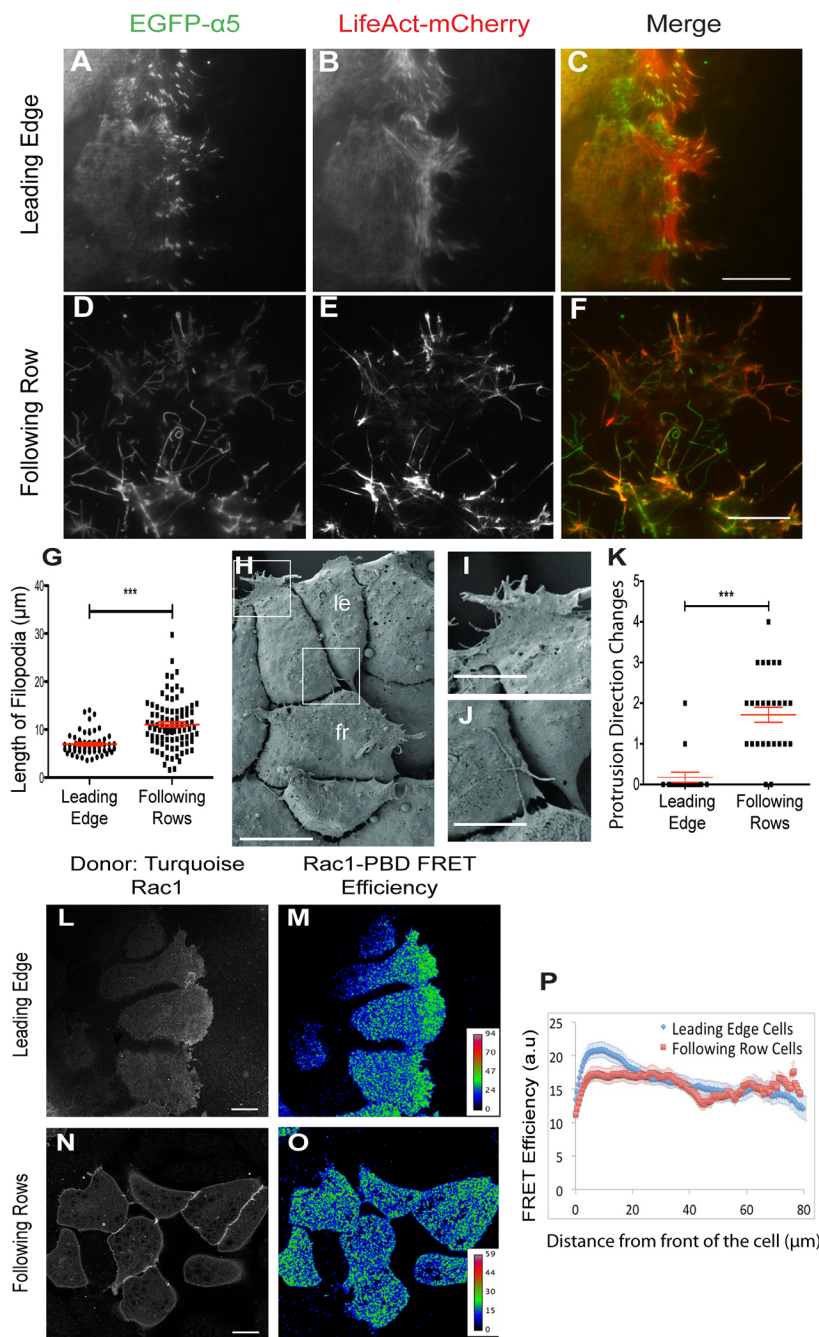 EGFP-α5
LifeAct-mCherry
Merge
Leading Edge
A
B
C
Following Row
D
E
F
G
***
Length of Filopodia (µm)
40
30
20
10
0
Leading
Edge
Following
Rows
H
le
fr
I
J
K
***
Protrusion Direction Changes
5
4
3
2
1
0
Leading
Edge
Following
Rows
Donor: Turquoise
Rac1
Rac1-PBD FRET
Efficiency
Leading Edge
L
M
94
72
48
24
0
Following Rows
N
O
59
44
30
15
0
P
FRET Efficiency (a.u)
25
20
15
10
5
0
Leading Edge Cells
Following Row Cells
0
20
40
60
80
Distance from front of the cell (µm)